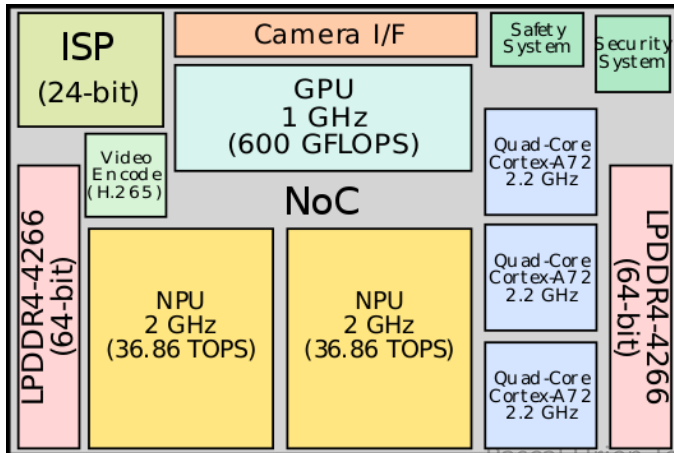 ISP
(24-bit)
Camera I/F
Safety
System
Security
System
GPU
1 GHz
(600 GFLOPS)
Video
Encode
(H.265)
NoC
Quad-Core
Cortex-A72
2.2 GHz
LPDDR4-4266
(64-bit)
NPU
2 GHz
(36.86 TOPS)
NPU
2 GHz
(36.86 TOPS)
Quad-Core
Cortex-A72
2.2 GHz
Quad-Core
Cortex-A72
2.2 GHz
LPDDR4-4266
(64-bit)